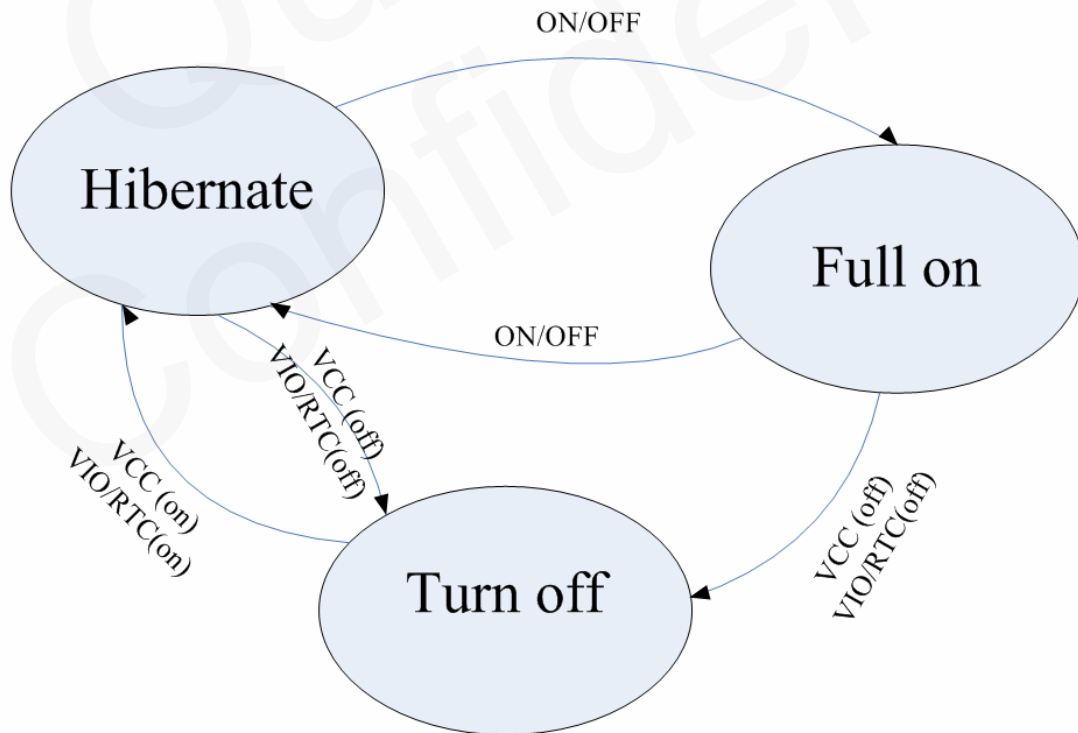 ON/OFF
Hibernate
Full on
ON/OFF
VCC (off)
VIO/RTC(off)
VCC (on)
VIO/RTC(on)
VCC (off)
VIO/RTC(off)
Turn off